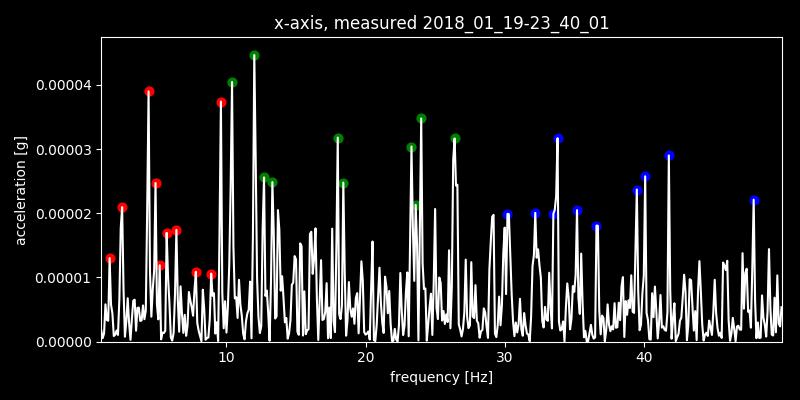 x-axis, measured 2018_01_19-23_40_01
acceleration [g]
0.00004
0.00003
0.00002
0.00001
0.00000
10 20 30 40
frequency [Hz]